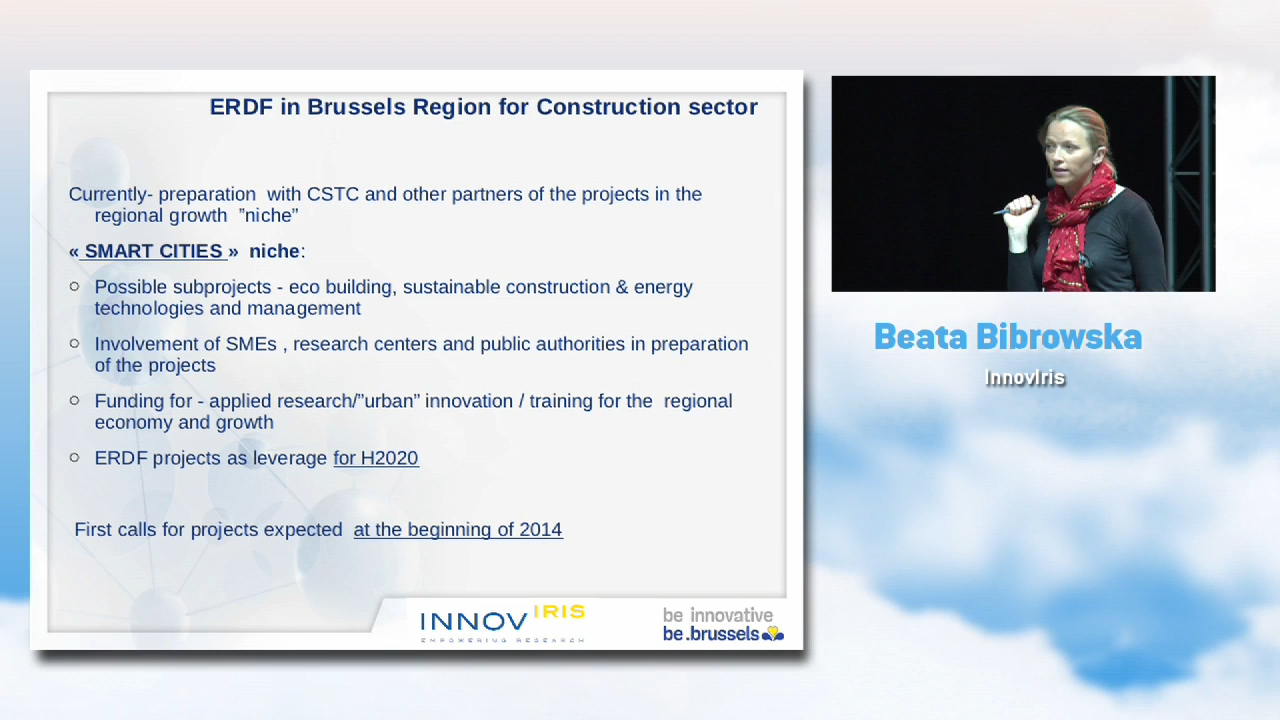 ERDF in Brussels Region for Construction sector
Currently- preparation with CSTC and other partners of the projects in the
regional growth ”niche”
« SMART CITIES » niche:
○ Possible subprojects - eco building, sustainable construction & energy
technologies and management
○ Involvement of SMEs , research centers and public authorities in preparation
of the projects
○ Funding for - applied research/”urban” innovation / training for the regional
economy and growth
○ ERDF projects as leverage for H2020
First calls for projects expected at the beginning of 2014
INNOVIRIS
EMPOWERING RESEARCH
be innovative
be.brussels
Beata Bibrowska
InnovIris